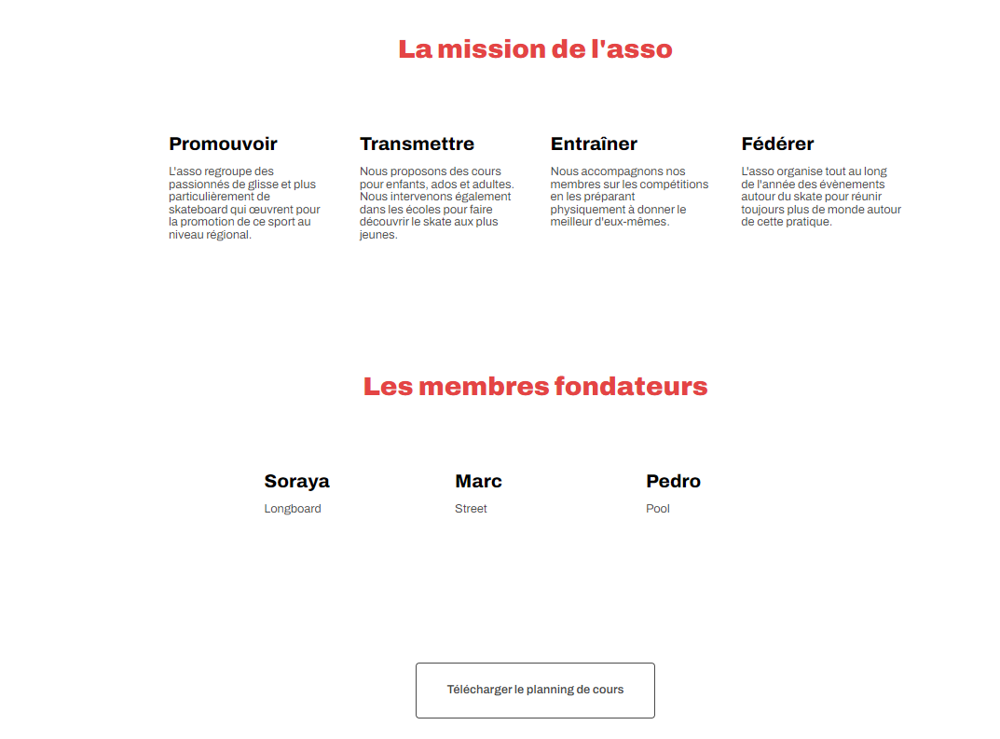 La mission de l'asso
Promouvoir
L'asso regroupe des
passionnés de glisse et plus
particulièrement de
skateboard qui œuvrent pour
la promotion de ce sport au
niveau régional.
Transmettre
Nous proposons des cours
pour enfants, ados et adultes.
Nous intervenons également
dans les écoles pour faire
découvrir le skate aux plus
jeunes.
Entraîner
Nous accompagnons nos
membres sur les compétitions
en les préparant
physiquement à donner le
meilleur d'eux-mêmes.
Fédérer
L'asso organise tout au long
de l'année des évènements
autour du skate pour réunir
toujours plus de monde autour
de cette pratique.
Les membres fondateurs
Soraya
Longboard
Marc
Street
Pedro
Pool
Télécharger le planning de cours